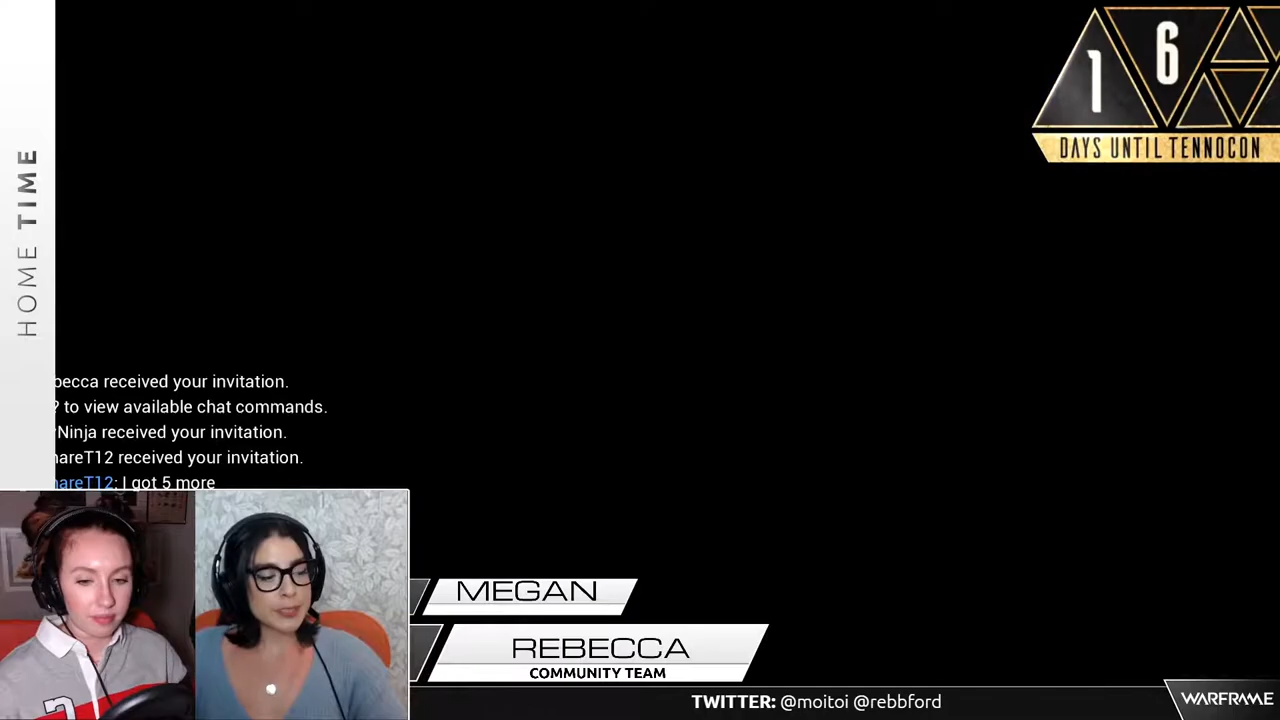 HOME TIME
1 6
DAYS UNTIL TENNOCON
becca received your invitation.
? to view available chat commands.
Ninja received your invitation.
hareT12 received your invitation.
hareT12: I got 5 more
MEGAN
REBECCA
COMMUNITY TEAM
TWITTER: @moitoi @rebbford
WARFRAME